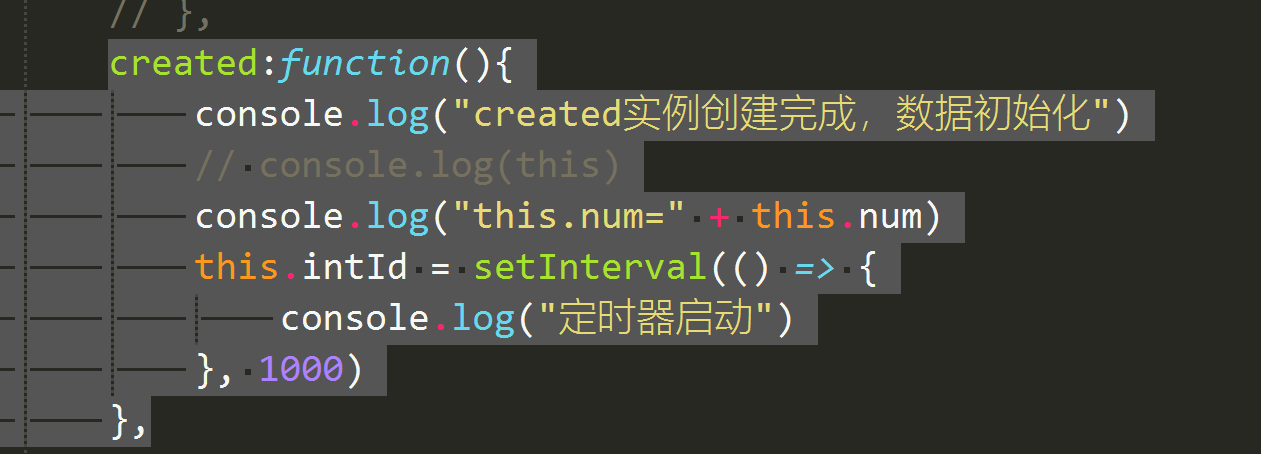 // },
created:function(){
console.log("created实例创建完成，数据初始化")
// console.log(this)
console.log("this.num=" + this.num)
this.intId = setInterval(() => {
console.log("定时器启动")
}, 1000)
},